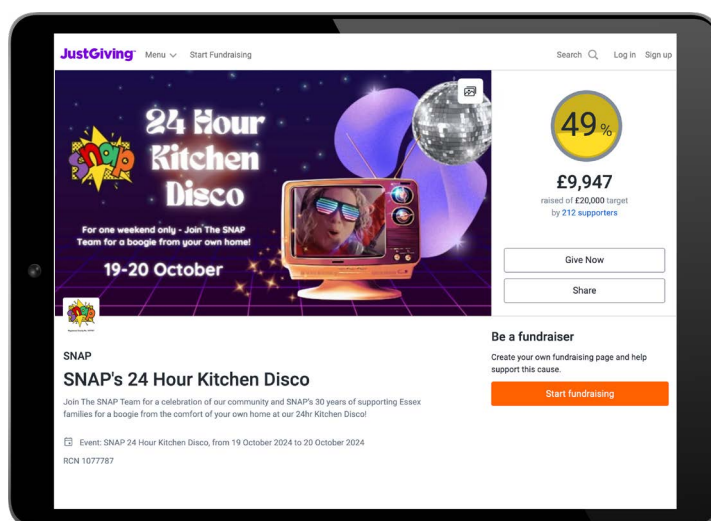 JustGiving
Menu
Start Fundraising
Search
Log in
Sign up
snap
24 Hour
Kitchen
Disco
For one weekend only - Join The SNAP
Team for a boogie from your own home!
19-20 October
49 %
£9,947
raised of £20,000 target
by 212 supporters
Give Now
Share
snap
SNAP
SNAP's 24 Hour Kitchen Disco
Join The SNAP Team for a celebration of our community and SNAP's 30 years of supporting Essex
families for a boogie from the comfort of your own home at our 24hr Kitchen Disco!
Event: SNAP 24 Hour Kitchen Disco, from 19 October 2024 to 20 October 2024
RCN 1077787
Be a fundraiser
Create your own fundraising page and help
support this cause.
Start fundraising